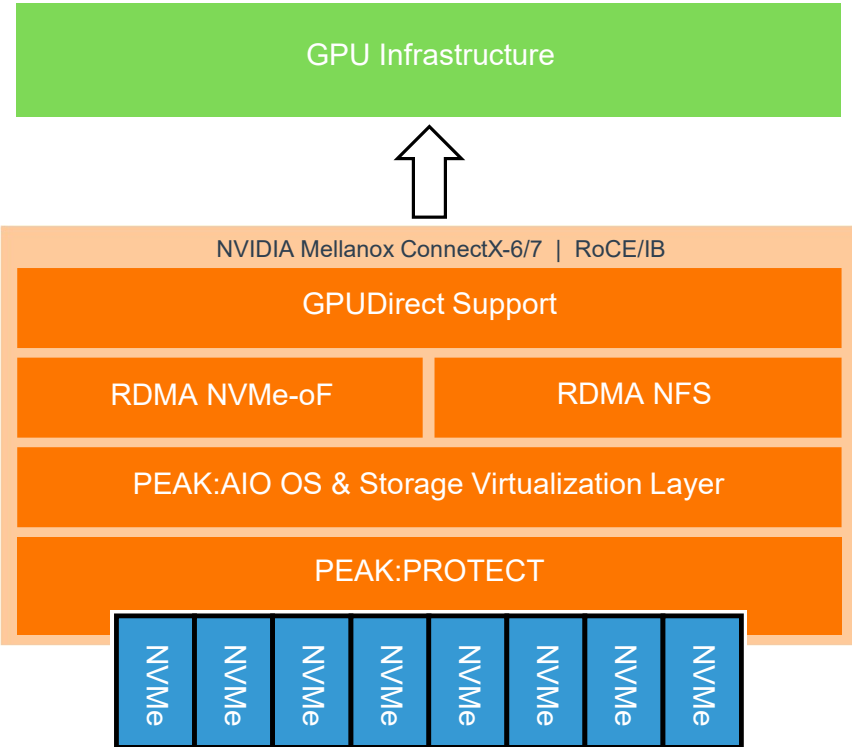 GPU Infrastructure
NVIDIA Mellanox ConnectX-6/7 | RoCE/IB
GPUDirect Support
RDMA NVMe-oF
RDMA NFS
PEAK:AIO OS & Storage Virtualization Layer
PEAK:PROTECT
NVMe
NVMe
NVMe
NVMe
NVMe
NVMe
NVMe
NVMe